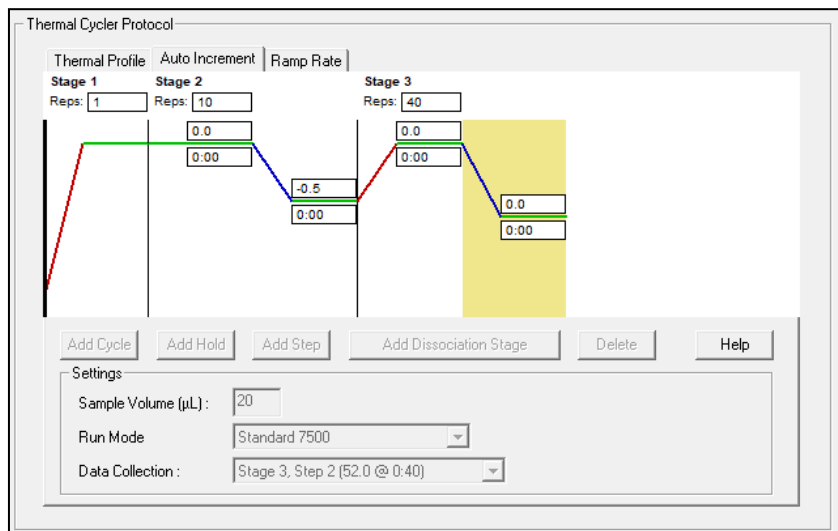 Thermal Cycler Protocol
Thermal Profile Auto Increment Ramp Rate
Stage 1 Stage 2 Stage 3
Reps: 1 Reps: 10 Reps: 40
0.0 0.0
0:00 0:00
-0.5
0:00
0.0
0:00
Add Cycle Add Hold Add Step Add Dissociation Stage Delete Help
Settings
Sample Volume (µL) : 20
Run Mode Standard 7500
Data Collection : Stage 3, Step 2 (52.0 @ 0:40)